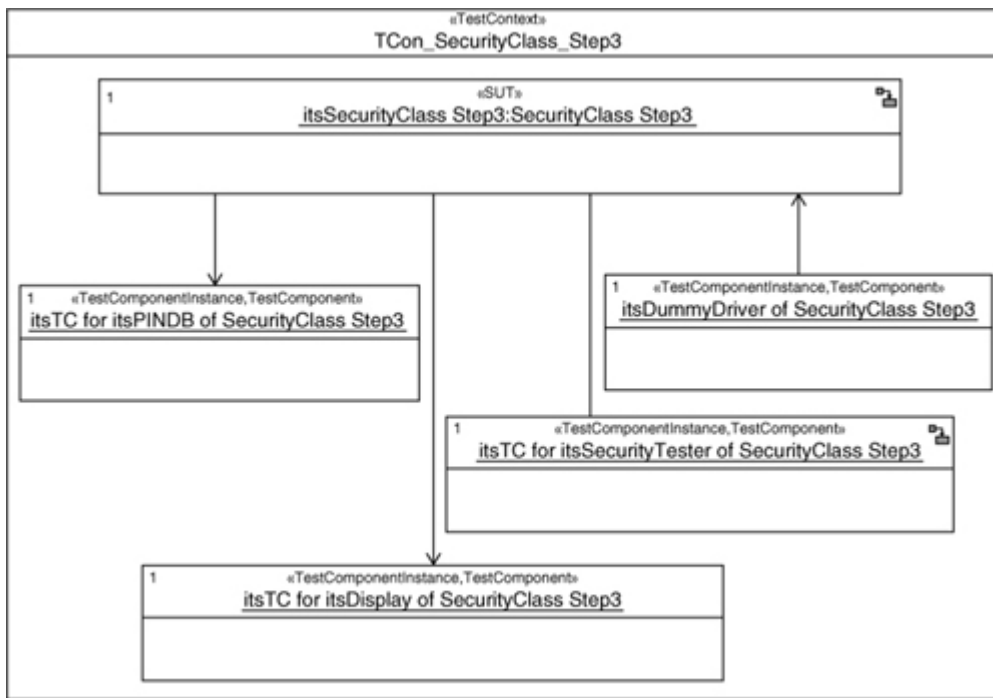 «TestContext»
TCon_SecurityClass_Step3
1 «SUT»
itsSecurityClass Step3:SecurityClass Step3
1 «TestComponentInstance,TestComponent»
itsTC for itsPINDB of SecurityClass Step3
1 «TestComponentInstance,TestComponent»
itsDummyDriver of SecurityClass Step3
1 «TestComponentInstance,TestComponent»
itsTC for itsSecurityTester of SecurityClass Step3
1 «TestComponentInstance,TestComponent»
itsTC for itsDisplay of SecurityClass Step3